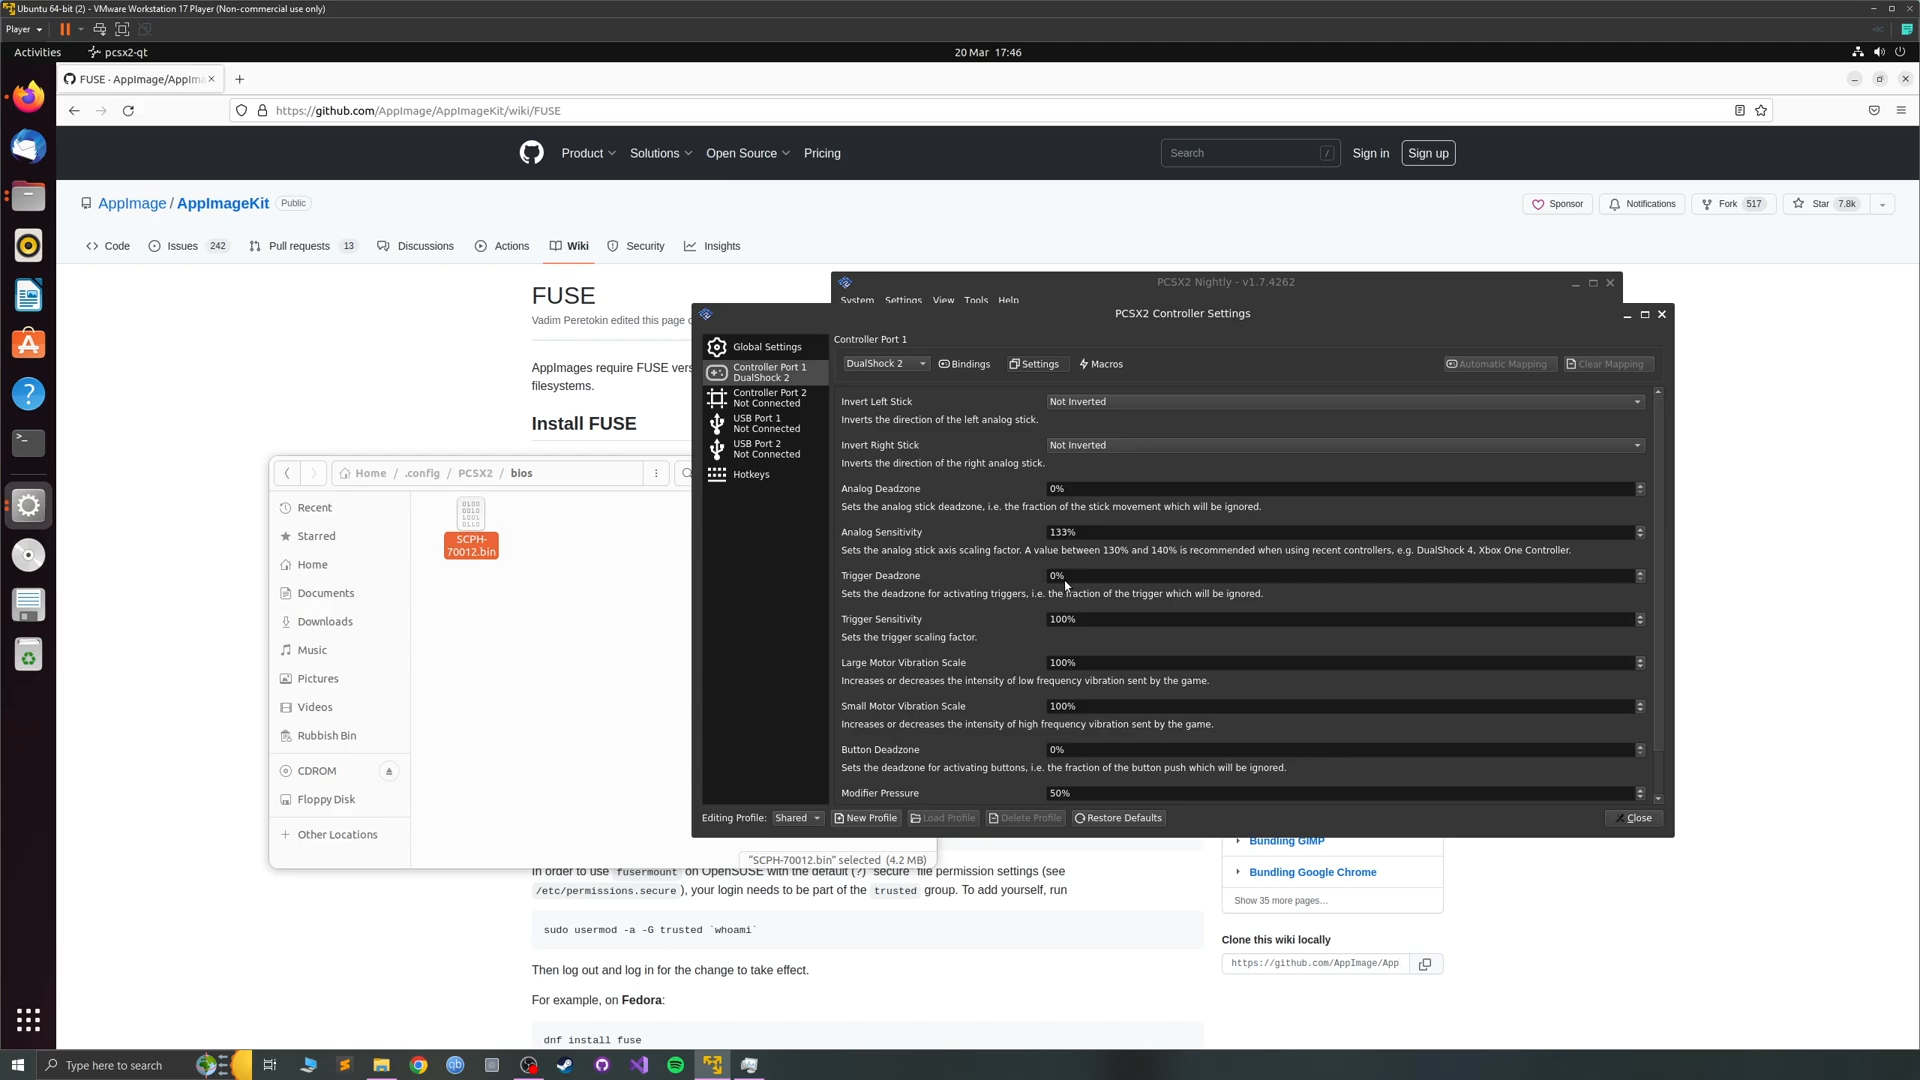 Ubuntu 64-bit (2) - VMware Workstation 17 Player (Non-commercial use only)
Player
Activities
pcsx2-qt
20 Mar 17:46
FUSE · AppImage/AppIma
https://github.com/AppImage/AppImageKit/wiki/FUSE
Product
Solutions
Open Source
Pricing
Search
/
Sign in
Sign up
AppImage / AppImageKit
Public
Sponsor
Notifications
Fork 517
Star 7.8k
Code
Issues 242
Pull requests 13
Discussions
Actions
Wiki
Security
Insights
FUSE
Vadim Peretokin edited this page
AppImages require FUSE
filesystems.
Install FUSE
PCSX2 Nightly - v1.7.4262
System Settings View Tools Help
PCSX2 Controller Settings
Global Settings
Controller Port 1
DualShock 2
Controller Port 2
Not Connected
USB Port 1
Not Connected
USB Port 2
Not Connected
Hotkeys
Controller Port 1
DualShock 2
Bindings
Settings
Macros
Automatic Mapping
Clear Mapping
Invert Left Stick
Not Inverted
Inverts the direction of the left analog stick.
Invert Right Stick
Not Inverted
Inverts the direction of the right analog stick.
Analog Deadzone
0%
Sets the analog stick deadzone, i.e. the fraction of the stick movement which will be ignored.
Analog Sensitivity
133%
Sets the analog stick axis scaling factor. A value between 130% and 140% is recommended when using recent controllers, e.g. DualShock 4, Xbox One Controller.
Trigger Deadzone
0%
Sets the deadzone for activating triggers, i.e. the fraction of the trigger which will be ignored.
Trigger Sensitivity
100%
Sets the trigger scaling factor.
Large Motor Vibration Scale
100%
Increases or decreases the intensity of low frequency vibration sent by the game.
Small Motor Vibration Scale
100%
Increases or decreases the intensity of high frequency vibration sent by the game.
Button Deadzone
0%
Sets the deadzone for activating buttons, i.e. the fraction of the button push which will be ignored.
Modifier Pressure
50%
Editing Profile:
Shared
New Profile
Load Profile
Delete Profile
Restore Defaults
Close
Home / .config / PCSX2 / bios
Recent
Starred
Home
Documents
Downloads
Music
Pictures
Videos
Rubbish Bin
CDROM
Floppy Disk
Other Locations
SCPH-
70012.bin
"SCPH-70012.bin" selected (4.2 MB)
In order to use fusermount on OpenSUSE with the default (?) "secure" file permission settings (see
/etc/permissions.secure ), your login needs to be part of the trusted group. To add yourself, run
sudo usermod -a -G trusted `whoami`
Then log out and log in for the change to take effect.
For example, on Fedora:
dnf install fuse
Bundling GIMP
Bundling Google Chrome
Show 35 more pages…
Clone this wiki locally
https://github.com/AppImage/App
Type here to search